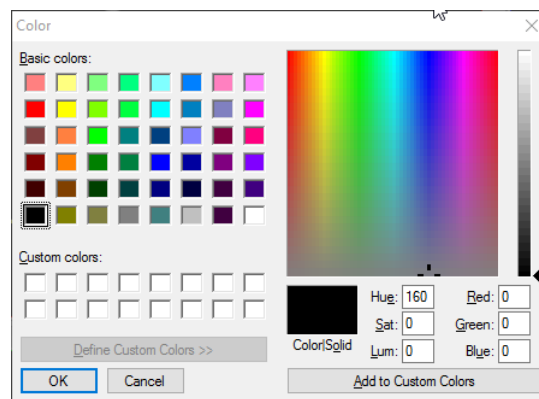 Color
Basic colors:
Custom colors:
Define Custom Colors >>
OK Cancel
Color|Solid
Hue: 160 Red: 0
Sat: 0 Green: 0
Lum: 0 Blue: 0
Add to Custom Colors